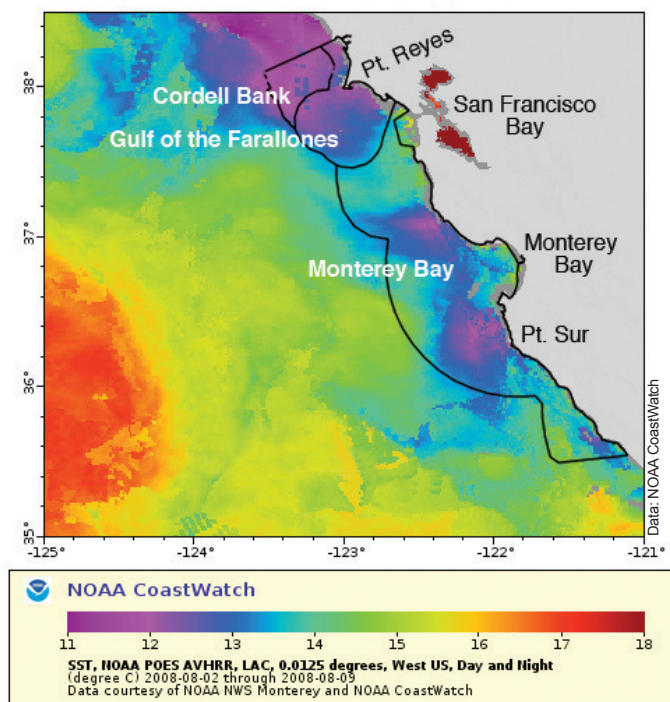 38°
37°
36°
35°
Pt. Reyes
Cordell Bank
San Francisco
Bay
Gulf of the Farallones
Monterey Bay
Monterey
Bay
Pt. Sur
Data: NOAA CoastWatch
-125° -124° -123° -122° -121°
NOAA CoastWatch
11 12 13 14 15 16 17 18
SST, NOAA POES AVHRR, LAC, 0.0125 degrees, West US, Day and Night
(degree C) 2008-08-02 through 2008-08-09
Data courtesy of NOAA NWS Monterey and NOAA CoastWatch